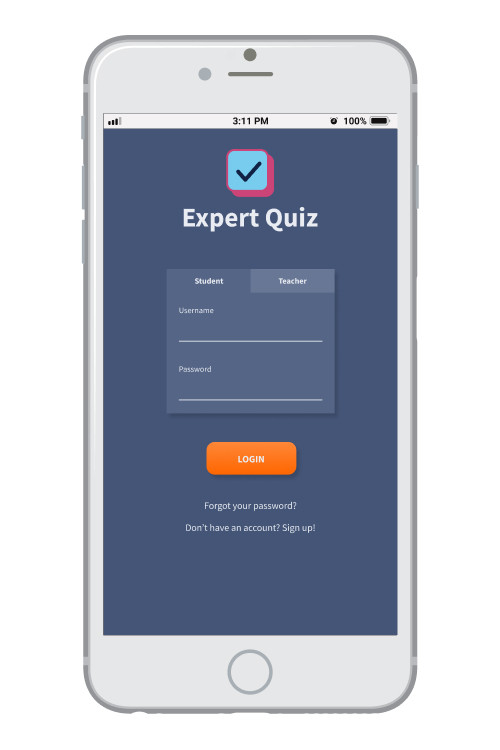 3:11 PM 100%
Expert Quiz
Student Teacher
Username
Password
LOGIN
Forgot your password?
Don't have an account? Sign up!